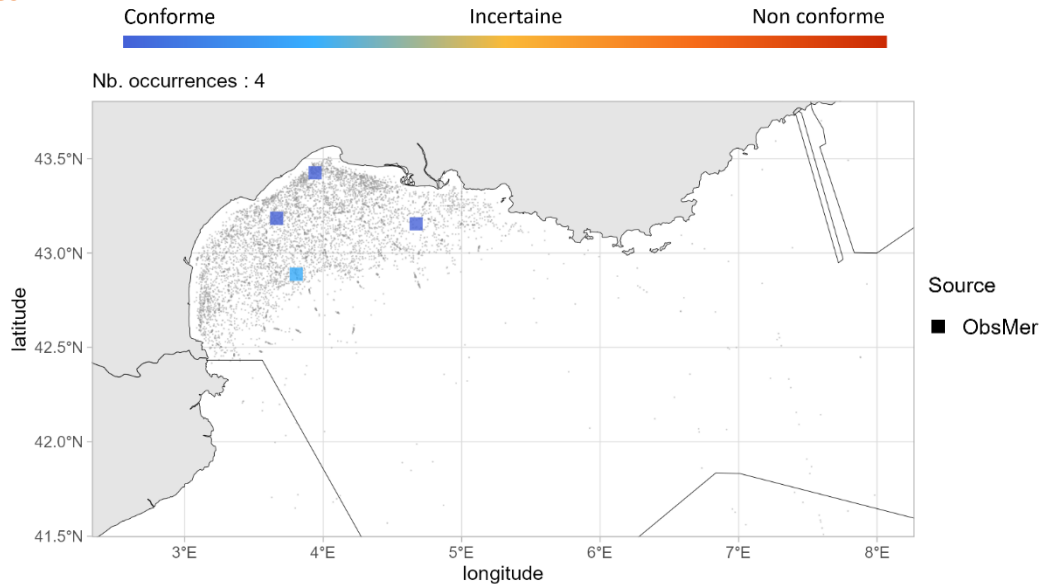 Conforme Incertaine Non conforme
Nb. occurrences : 4
43.5°N
43.0°N
42.5°N
42.0°N
41.5°N
latitude
3°E 4°E 5°E 6°E 7°E 8°E
longitude
Source
ObsMer